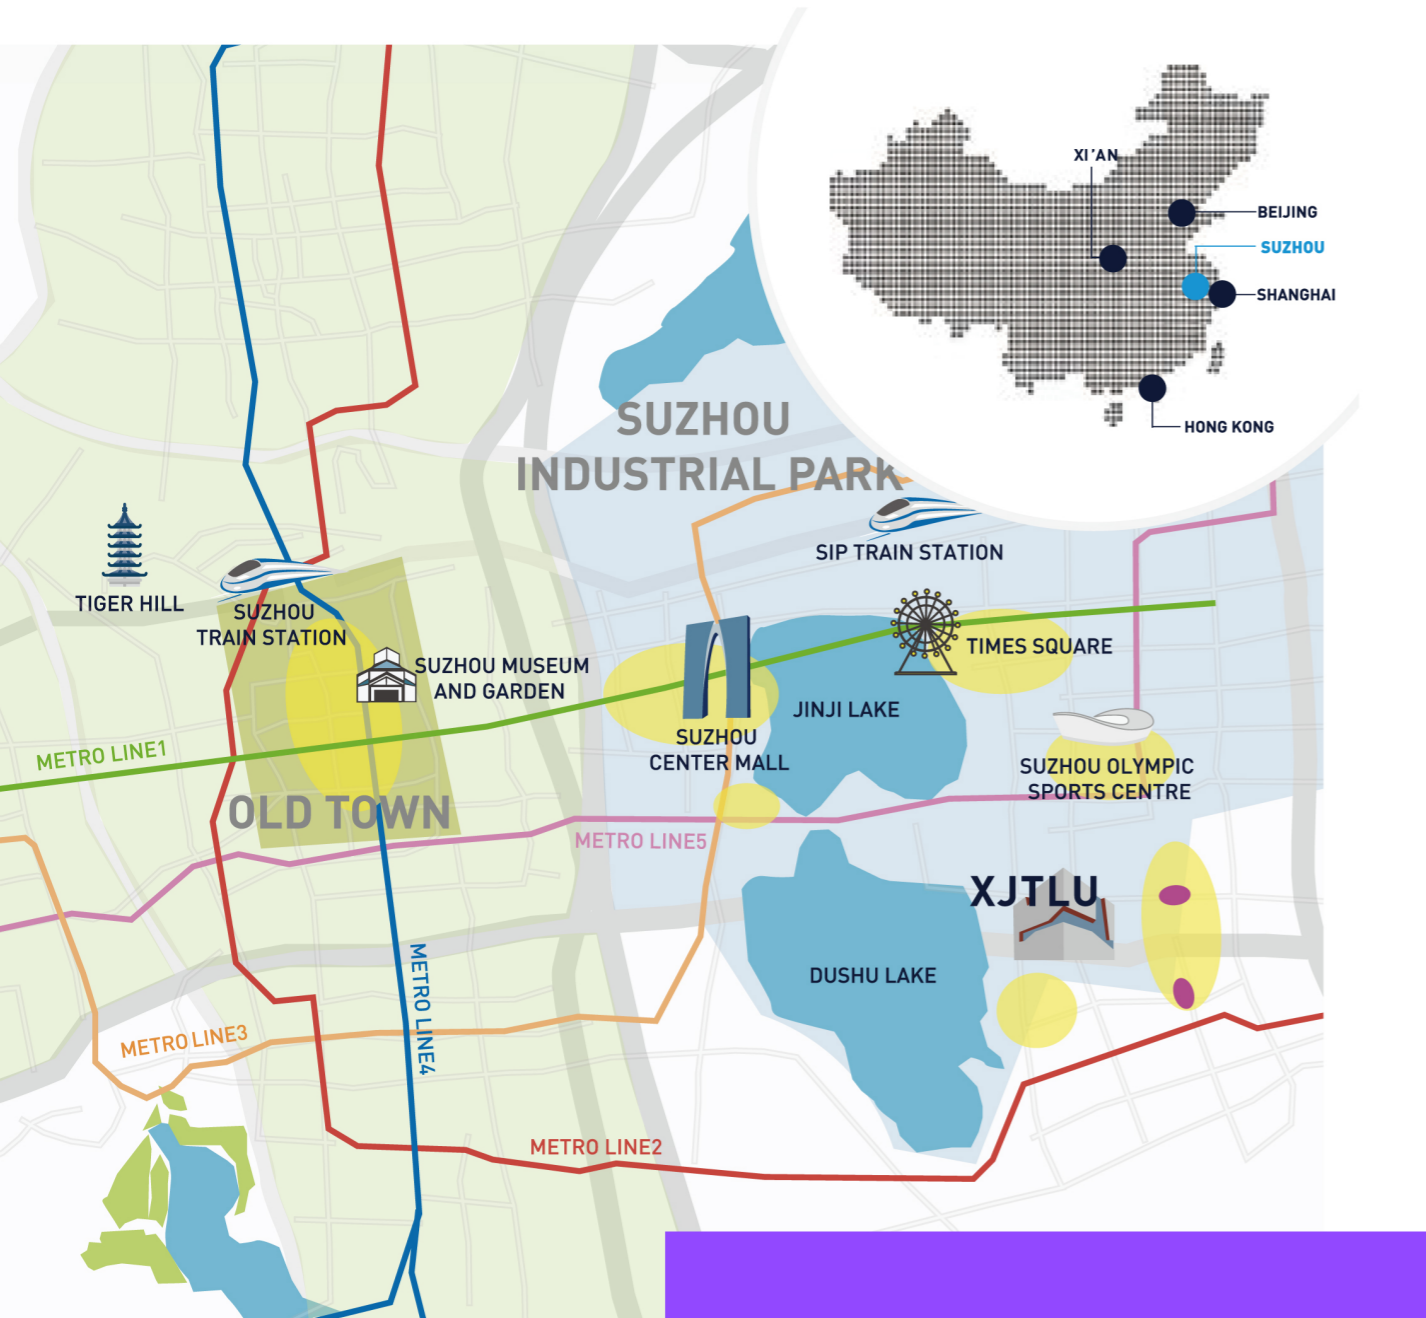 XI'AN
BEIJING
SUZHOU
SHANGHAI
HONG KONG
SUZHOU
INDUSTRIAL PARK
SIP TRAIN STATION
TIGER HILL
SUZHOU
TRAIN STATION
SUZHOU MUSEUM
AND GARDEN
TIMES SQUARE
JINJI LAKE
METRO LINE1
SUZHOU
CENTER MALL
SUZHOU OLYMPIC
SPORTS CENTRE
OLD TOWN
METRO LINE5
XJTLU
DUSHU LAKE
METRO LINE4
METRO LINE3
METRO LINE2